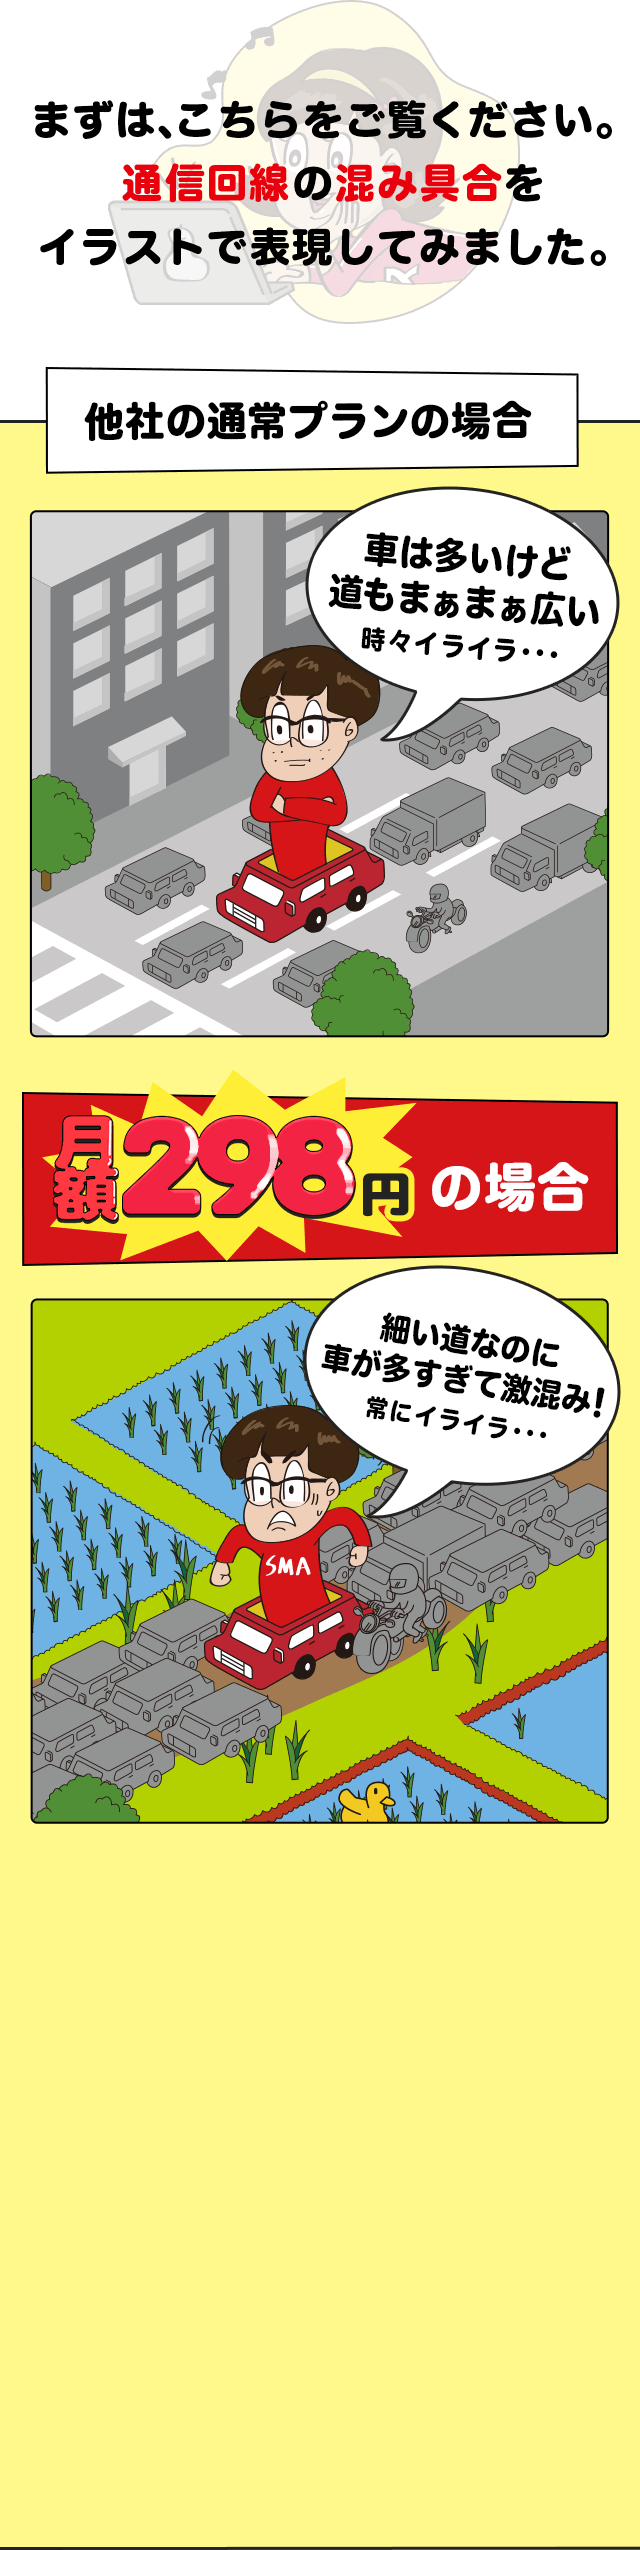 まずは、こちらをご覧ください。
通信回線の混み具合を
イラストで表現してみました。
他社の通常プランの場合
車は多いけど
道もまぁまぁ広い
時々イライラ･･･
月額298円の場合
細い道なのに
車が多すぎて激混み!
常にイライラ･･･
SMA